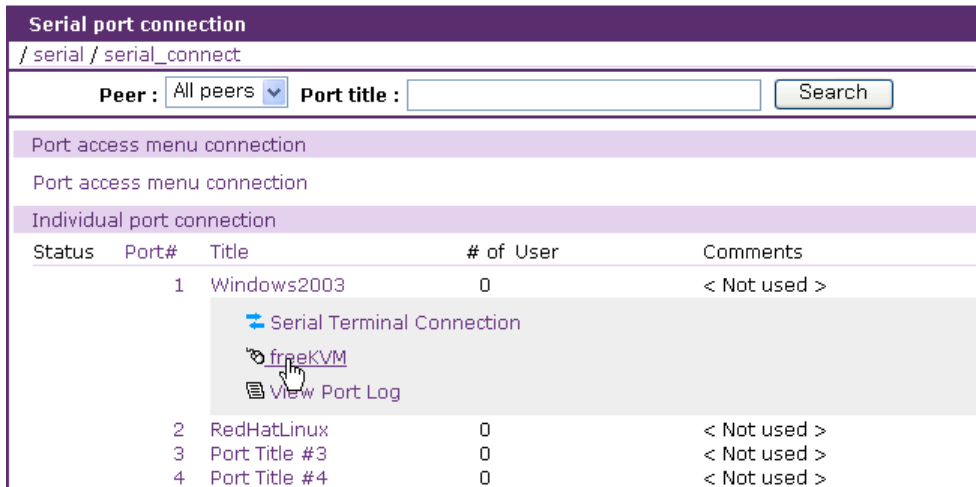 Serial port connection
/ serial / serial_connect
Peer : All peers Port title : Search
Port access menu connection
Port access menu connection
Individual port connection
Status Port# Title # of User Comments
1 Windows2003 0 < Not used >
Serial Terminal Connection
freeKVM
View Port Log
2 RedHatLinux 0 < Not used >
3 Port Title #3 0 < Not used >
4 Port Title #4 0 < Not used >